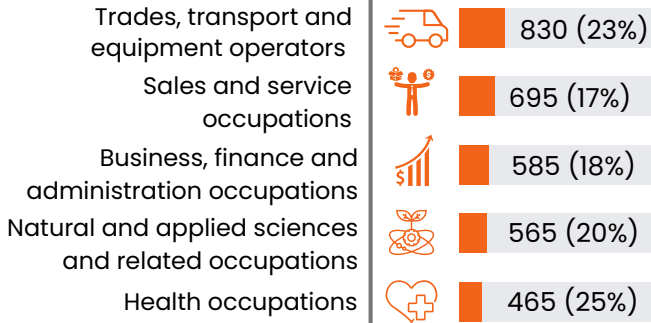 Trades, transport and
equipment operators
830 (23%)
Sales and service
occupations
695 (17%)
Business, finance and
administration occupations
$
585 (18%)
Natural and applied sciences
and related occupations
565 (20%)
Health occupations
465 (25%)